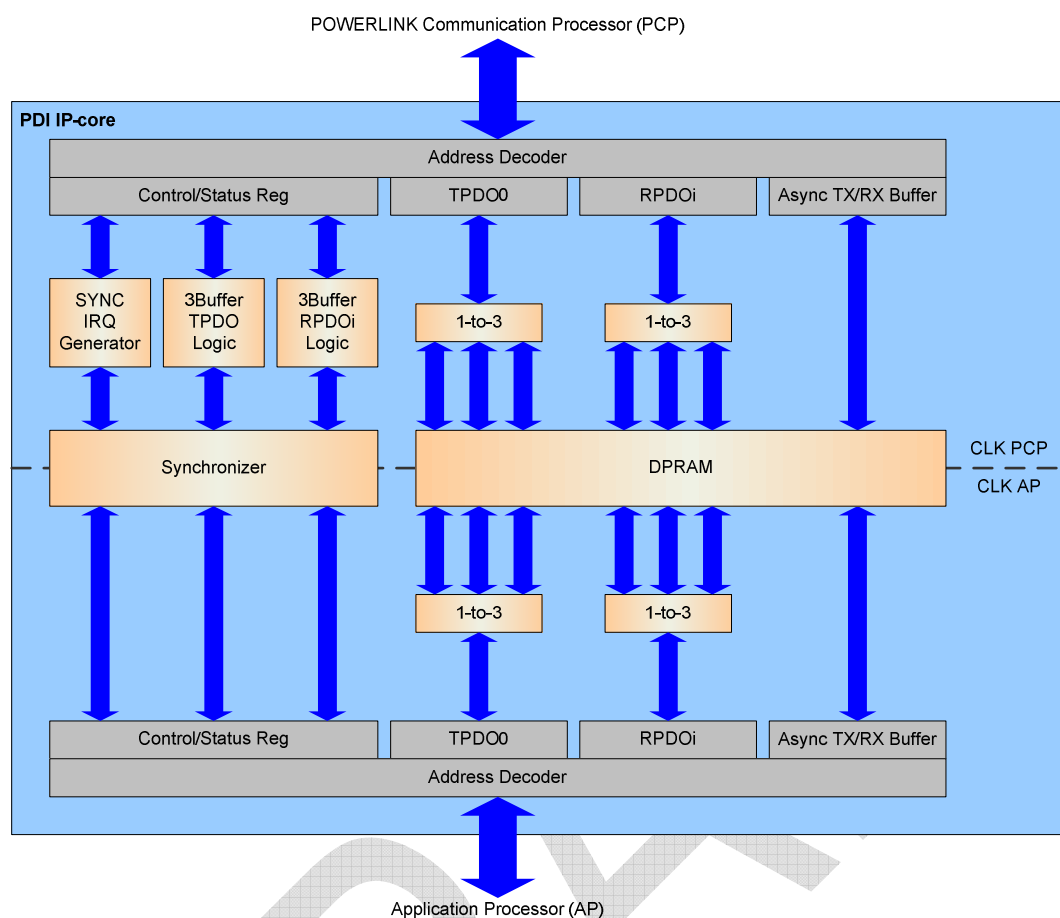 POWERLINK Communication Processor (PCP)
PDI IP-core
Address Decoder
Control/Status Reg
TPDO0
RPDOi
Async TX/RX Buffer
SYNC
IRQ
Generator
3Buffer
TPDO
Logic
3Buffer
RPDOi
Logic
1-to-3
1-to-3
Synchronizer
DPRAM
CLK PCP
CLK AP
1-to-3
1-to-3
Control/Status Reg
TPDO0
RPDOi
Async TX/RX Buffer
Address Decoder
Application Processor (AP)